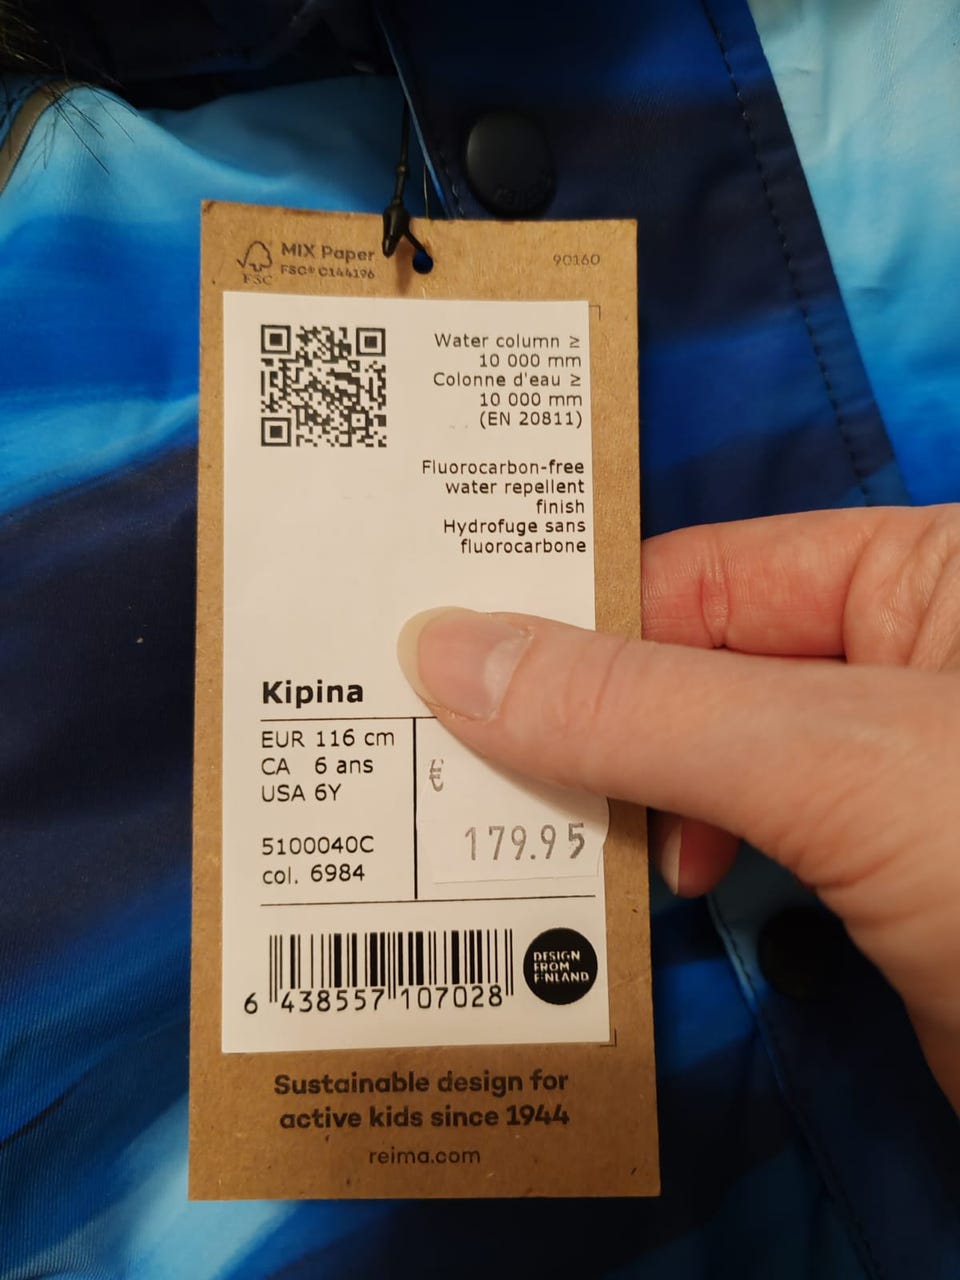 MIX Paper
FSC® C144196
FSC
90160
Water column ≥
10 000 mm
Colonne d'eau ≥
10 000 mm
(EN 20811)
Fluorocarbon-free
water repellent
finish
Hydrofuge sans
fluorocarbone
Kipina
EUR 116 cm
CA 6 ans
USA 6Y
5100040C
col. 6984
€
179.95
6 438557 107028
DESIGN
FROM
FINLAND
Sustainable design for
active kids since 1944
reima.com